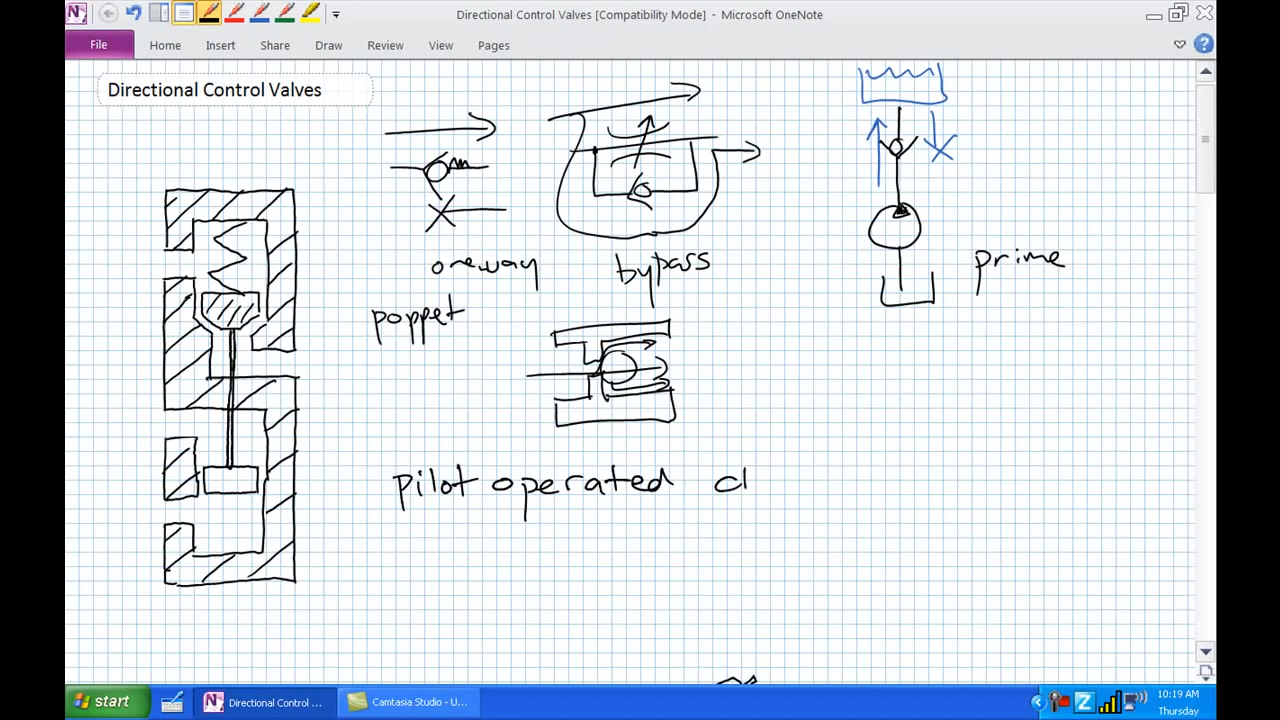 Directional Control Valves [Compatibility Mode] - Microsoft OneNote
File Home Insert Share Draw Review View Pages
Directional Control Valves
oneway
bypass
prime
poppet
pilot operated ch
start
Directional Control ...
Camtasia Studio - U...
10:19 AM
Thursday